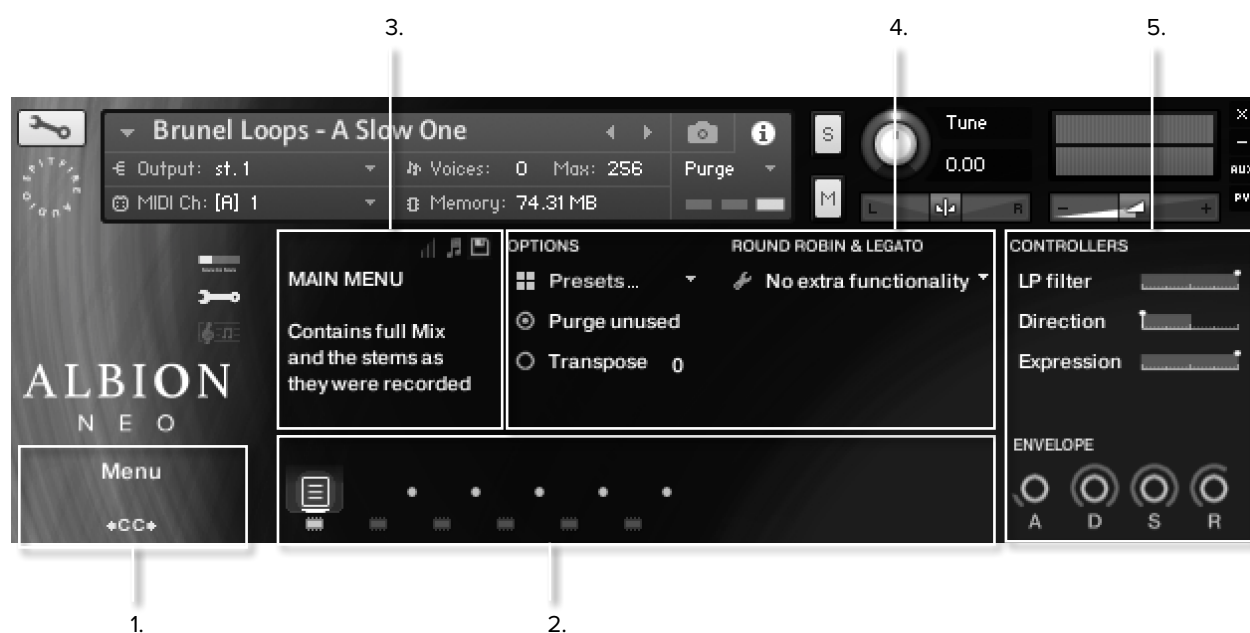 3.
4.
5.
Brunel Loops - A Slow One
S
Tune
Output: st.1
Voices: 0 Max: 256
Purge
0.00
AUX
MIDI Ch: [A] 1
Memory: 74.31 MB
M
L
R
-
+
PV
SPITFIRE AUDIO
OPTIONS
ROUND ROBIN & LEGATO
CONTROLLERS
MAIN MENU
Presets...
No extra functionality
LP filter
Contains full Mix
and the stems as
they were recorded
Purge unused
Direction
Transpose 0
Expression
ALBION
NEO
Menu
CC
ENVELOPE
A D S R
1.
2.